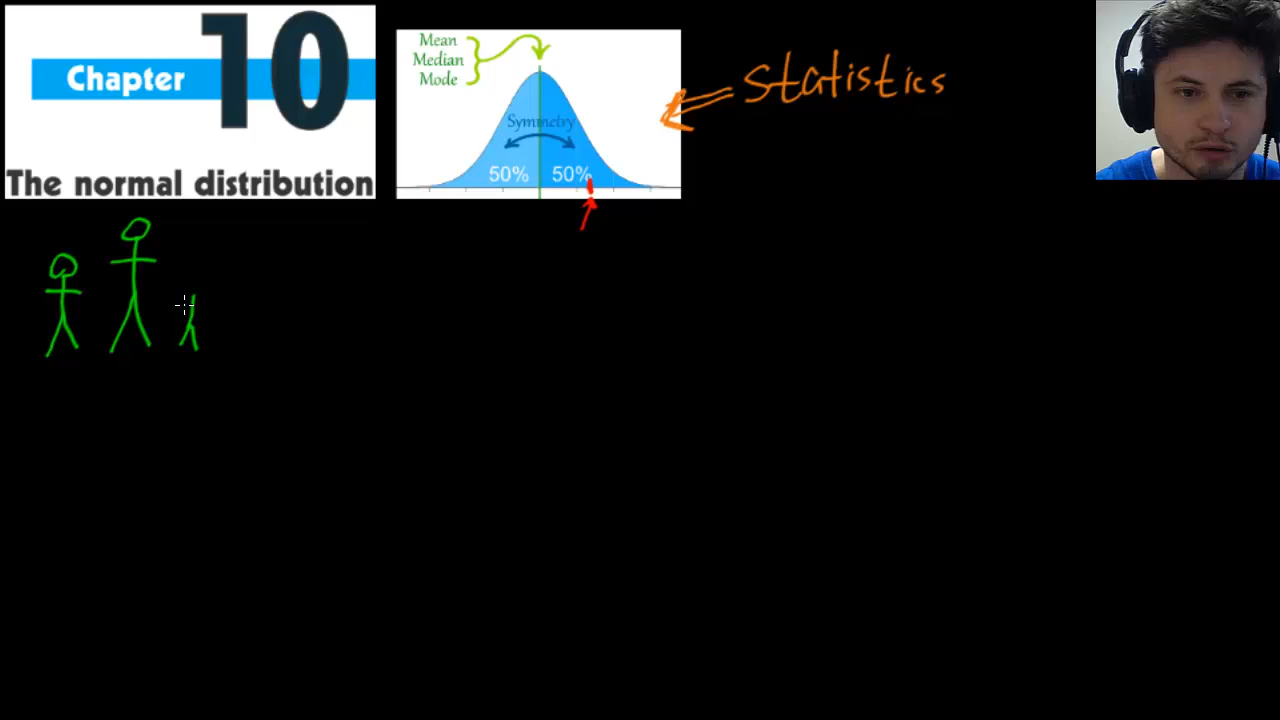 Chapter 10
The normal distribution
Mean
Median
Mode
Symmetry
50% 50%
Statistics